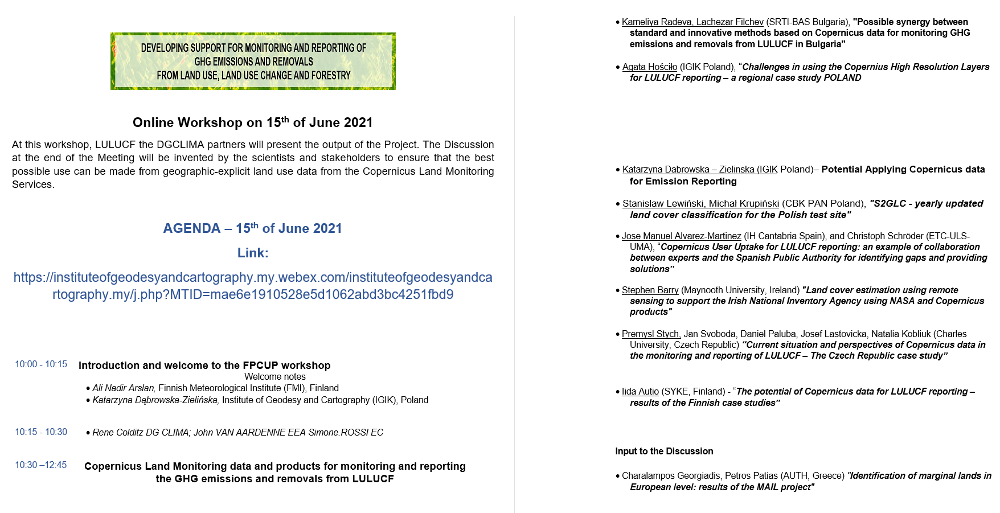 DEVELOPING SUPPORT FOR MONITORING AND REPORTING OF
GHG EMISSIONS AND REMOVALS
FROM LAND USE, LAND USE CHANGE AND FORESTRY
Online Workshop on 15th of June 2021
At this workshop, LULUCF the DGCLIMA partners will present the output of the Project. The Discussion
at the end of the Meeting will be invented by the scientists and stakeholders to ensure that the best
possible use can be made from geographic-explicit land use data from the Copernicus Land Monitoring
Services.
AGENDA – 15th of June 2021
Link:
https://instituteofgeodesyandcartography.my.webex.com/instituteofgeodesyandca
rtography.my/j.php?MTID=mae6e1910528e5d1062abd3bc4251fbd9
10:00 - 10:15 Introduction and welcome to the FPCUP workshop
Welcome notes
• Ali Nadir Arslan, Finnish Meteorological Institute (FMI), Finland
• Katarzyna Dąbrowska-Zielińska, Institute of Geodesy and Cartography (IGIK), Poland
10:15 - 10:30 • Rene Colditz DG CLIMA; John VAN AARDENNE EEA Simone.ROSSI EC
10:30 –12:45 Copernicus Land Monitoring data and products for monitoring and reporting
the GHG emissions and removals from LULUCF
• Kameliya Radeva, Lachezar Filchev (SRTI-BAS Bulgaria), "Possible synergy between
standard and innovative methods based on Copernicus data for monitoring GHG
emissions and removals from LULUCF in Bulgaria"
• Agata Hościło (IGIK Poland), “Challenges in using the Copernius High Resolution Layers
for LULUCF reporting – a regional case study POLAND
• Katarzyna Dabrowska – Zielinska (IGIK Poland)– Potential Applying Copernicus data
for Emission Reporting
• Stanislaw Lewiński, Michał Krupiński (CBK PAN Poland), "S2GLC - yearly updated
land cover classification for the Polish test site"
• Jose Manuel Alvarez-Martinez (IH Cantabria Spain), and Christoph Schröder (ETC-ULS-
UMA), “Copernicus User Uptake for LULUCF reporting: an example of collaboration
between experts and the Spanish Public Authority for identifying gaps and providing
solutions”
• Stephen Barry (Maynooth University, Ireland) "Land cover estimation using remote
sensing to support the Irish National Inventory Agency using NASA and Copernicus
products"
• Premysl Stych, Jan Svoboda, Daniel Paluba, Josef Lastovicka, Natalia Kobliuk (Charles
University, Czech Republic) “Current situation and perspectives of Copernicus data in
the monitoring and reporting of LULUCF – The Czech Republic case study”
• Iida Autio (SYKE, Finland) - “The potential of Copernicus data for LULUCF reporting –
results of the Finnish case studies”
Input to the Discussion
• Charalampos Georgiadis, Petros Patias (AUTH, Greece) "Identification of marginal lands in
European level: results of the MAIL project"